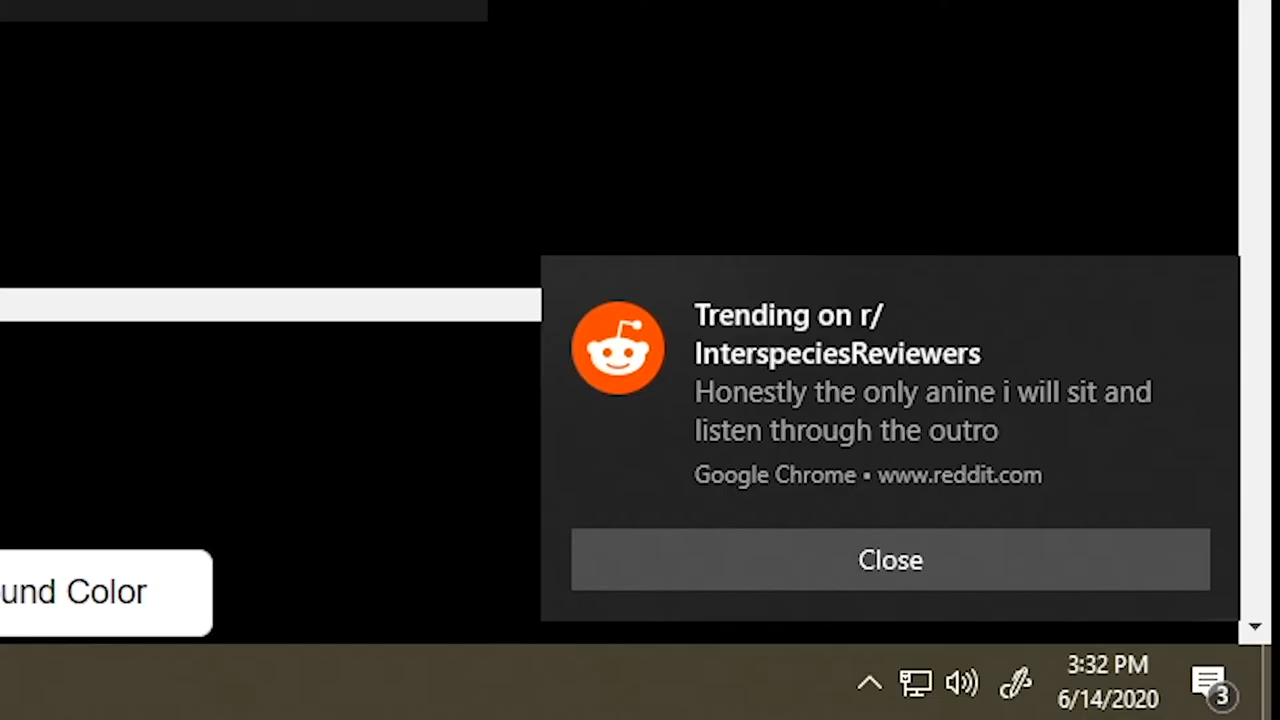 Trending on r/
InterspeciesReviewers
Honestly the only anine i will sit and
listen through the outro
Google Chrome • www.reddit.com
Close
und Color
3:32 PM
6/14/2020
3